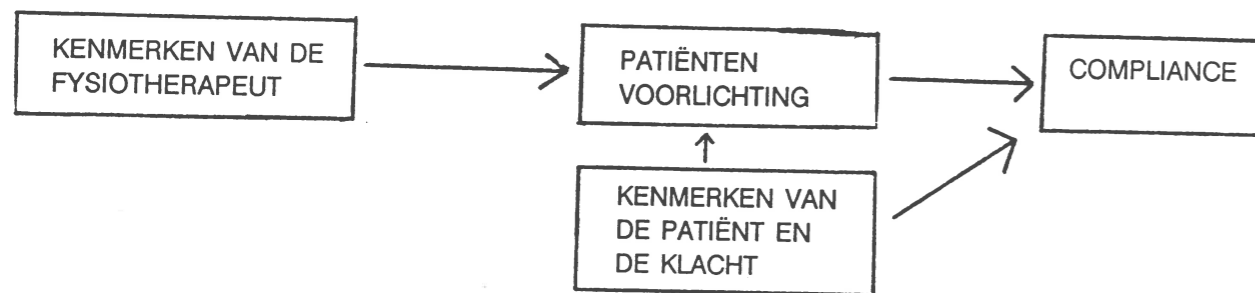 KENMERKEN VAN DE
FYSIOTHERAPEUT
PATIËNTEN
VOORLICHTING
COMPLIANCE
KENMERKEN VAN
DE PATIËNT EN
DE KLACHT